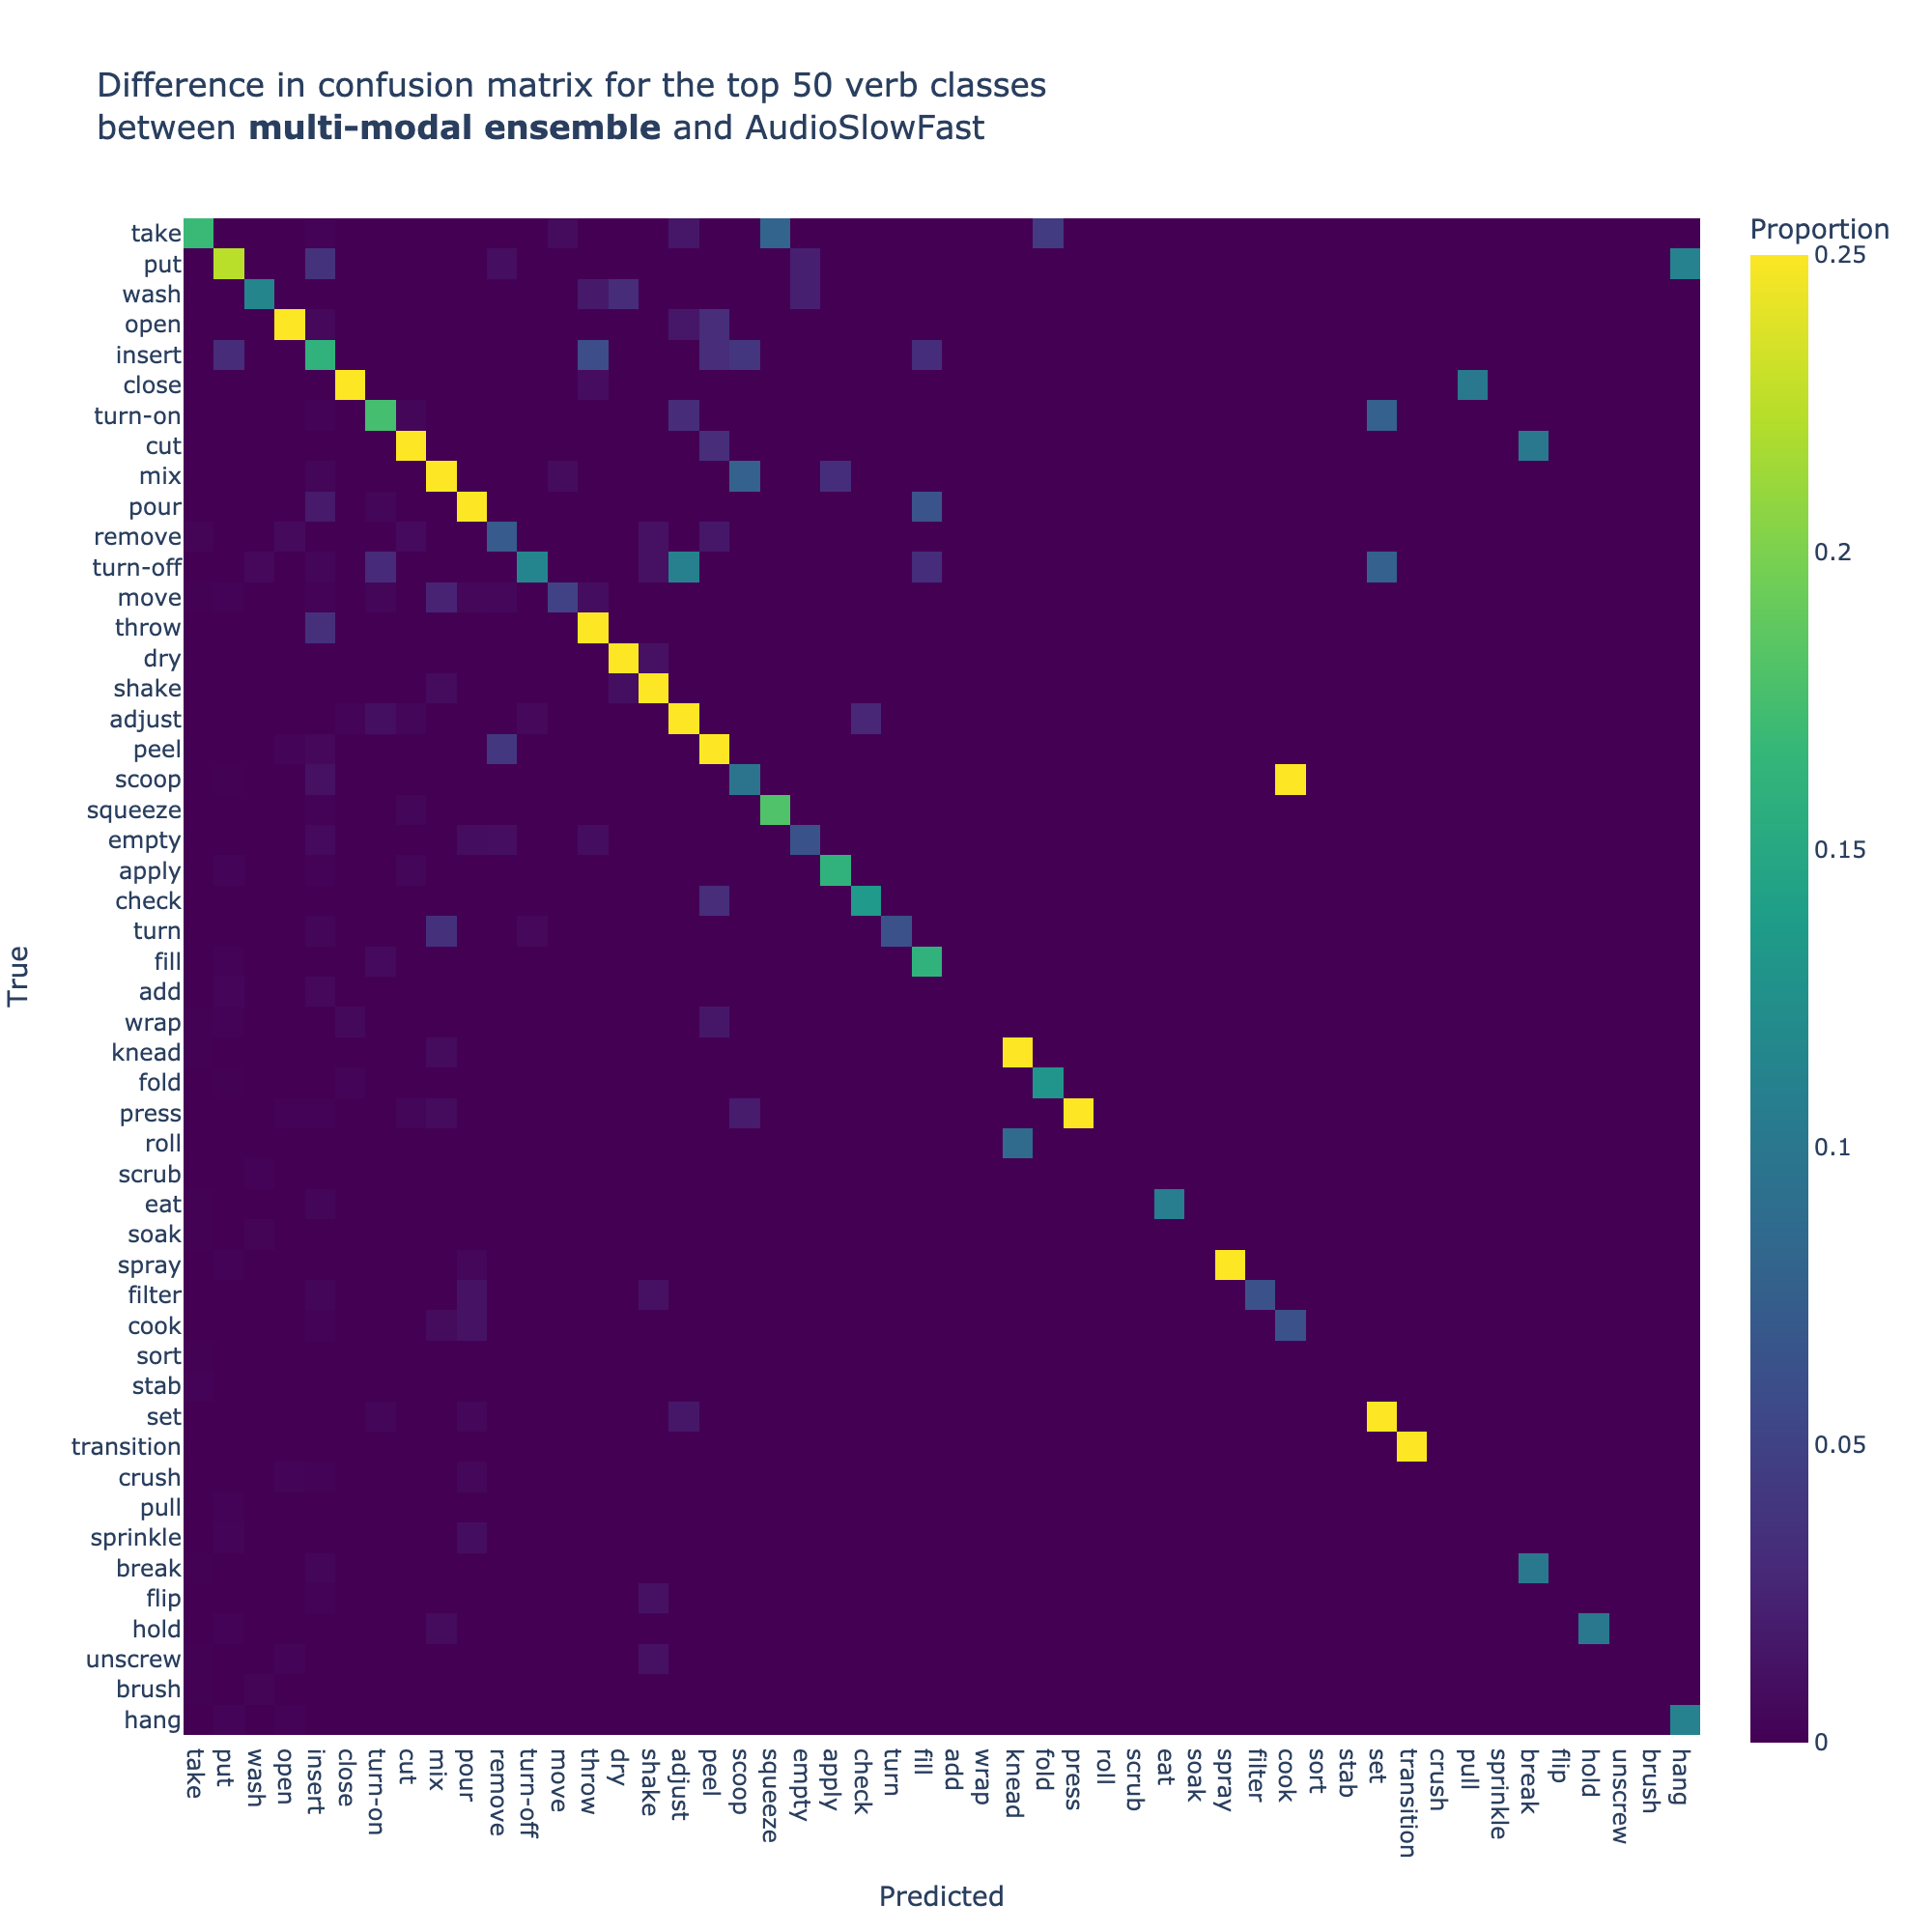 Difference in confusion matrix for the top 50 verb classes
between multi-modal ensemble and AudioSlowFast
Proportion
0.25
0.2
0.15
0.1
0.05
0
True
take
put
wash
open
insert
close
turn-on
cut
mix
pour
remove
turn-off
move
throw
dry
shake
adjust
peel
scoop
squeeze
empty
apply
check
turn
fill
add
wrap
knead
fold
press
roll
scrub
eat
soak
spray
filter
cook
sort
stab
set
transition
crush
pull
sprinkle
break
flip
hold
unscrew
brush
hang
take
put
wash
open
insert
close
turn-on
cut
mix
pour
remove
turn-off
move
throw
dry
shake
adjust
peel
scoop
squeeze
empty
apply
check
turn
fill
add
wrap
knead
fold
press
roll
scrub
eat
soak
spray
filter
cook
sort
stab
set
transition
crush
pull
sprinkle
break
flip
hold
unscrew
brush
hang
Predicted